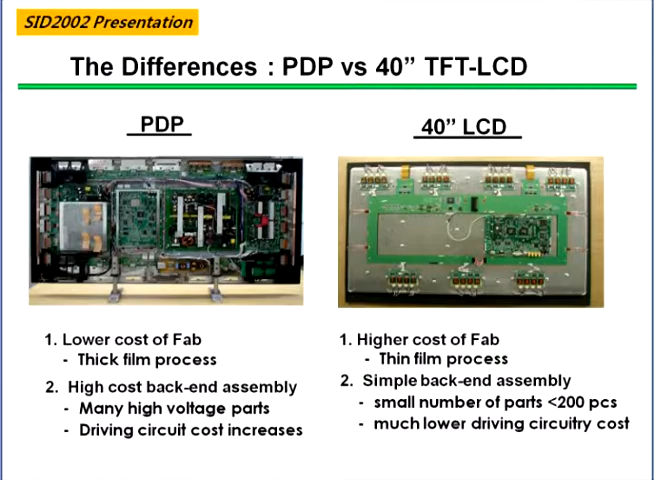 SID2002 Presentation
The Differences : PDP vs 40” TFT-LCD
PDP
40” LCD
1. Lower cost of Fab
- Thick film process
2. High cost back-end assembly
- Many high voltage parts
- Driving circuit cost increases
1. Higher cost of Fab
- Thin film process
2. Simple back-end assembly
- small number of parts <200 pcs
- much lower driving circuitry cost